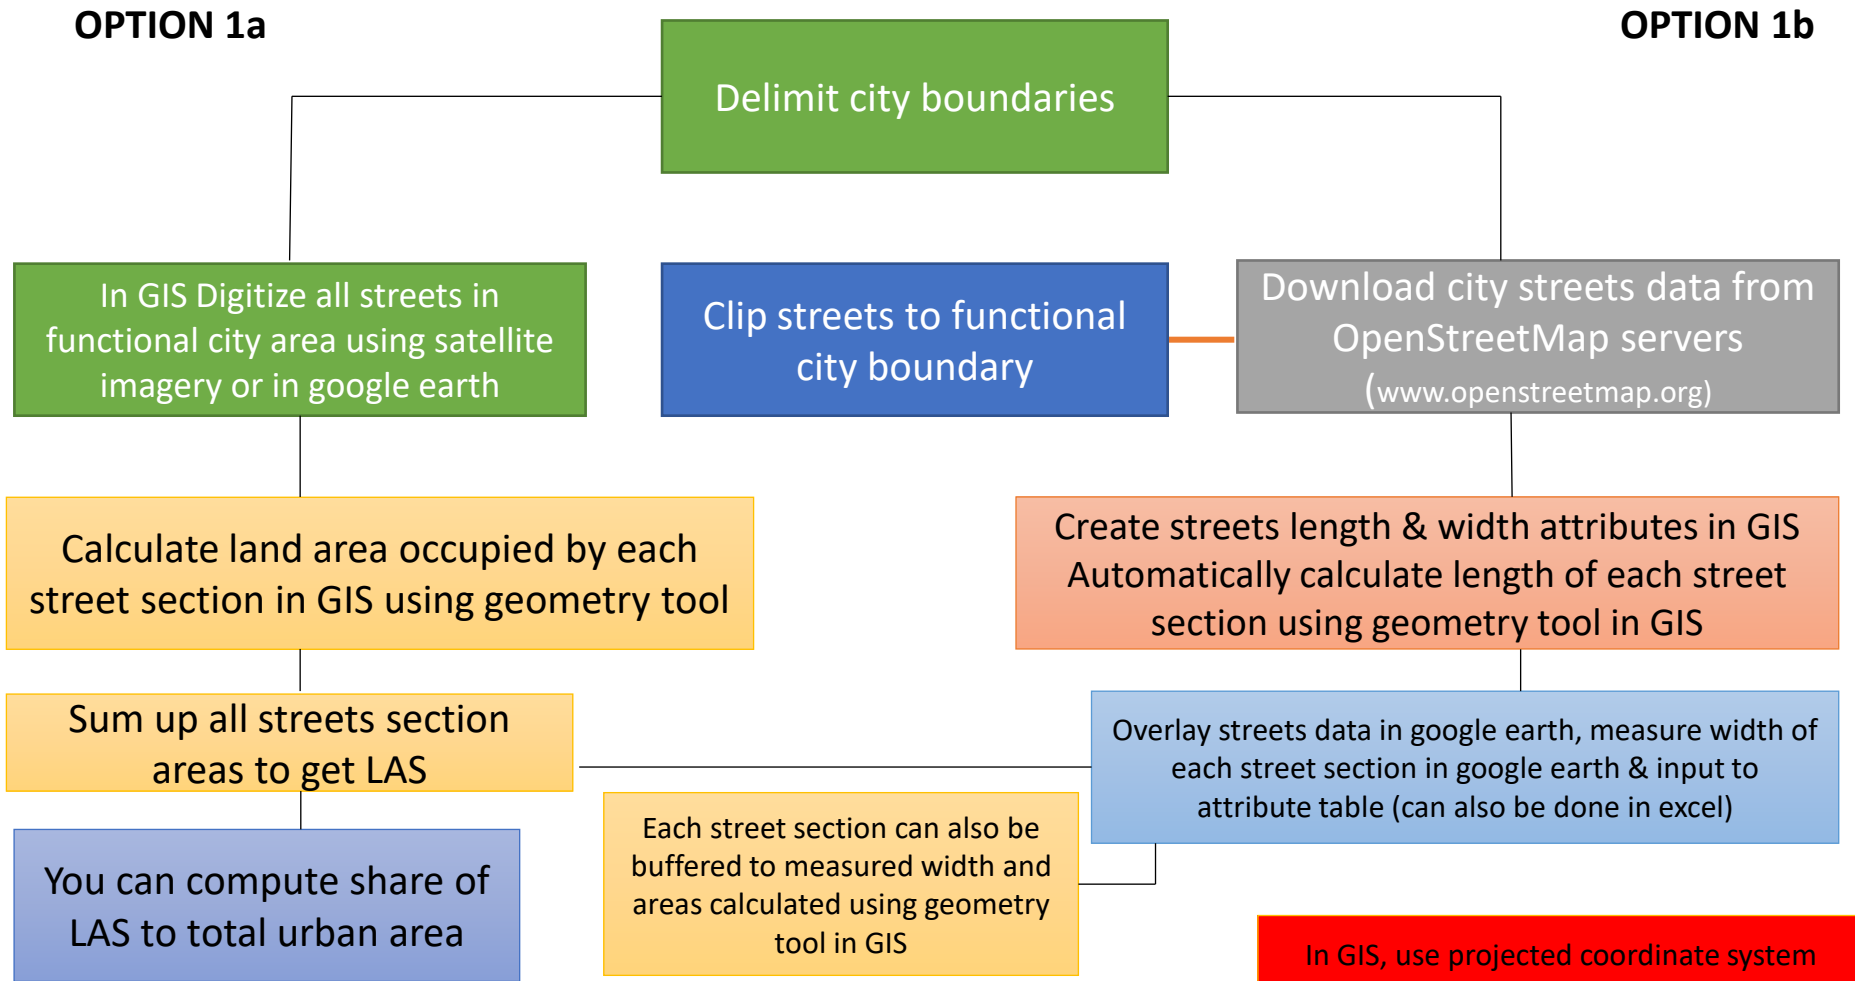 OPTION 1a
OPTION 1b
Delimit city boundaries
In GIS Digitize all streets in
functional city area using satellite
imagery or in google earth
Clip streets to functional
city boundary
Download city streets data from
OpenStreetMap servers
(www.openstreetmap.org)
Calculate land area occupied by each
street section in GIS using geometry tool
Create streets length & width attributes in GIS
Automatically calculate length of each street
section using geometry tool in GIS
Sum up all streets section
areas to get LAS
Overlay streets data in google earth, measure width of
each street section in google earth & input to
attribute table (can also be done in excel)
Each street section can also be
buffered to measured width and
areas calculated using geometry
tool in GIS
You can compute share of
LAS to total urban area
In GIS, use projected coordinate system